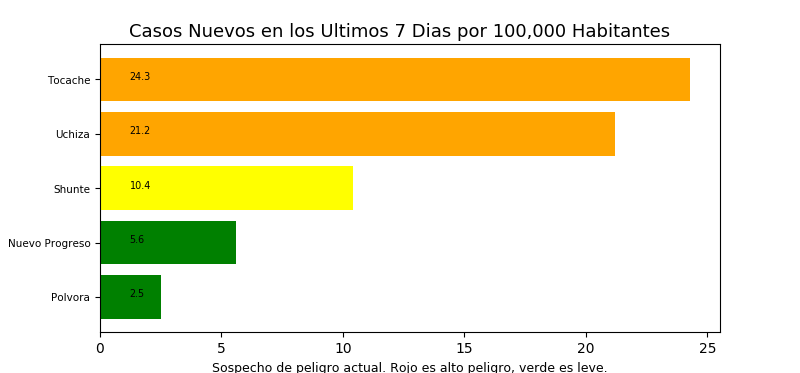 Casos Nuevos en los Ultimos 7 Dias por 100,000 Habitantes
Tocache 24.3
Uchiza 21.2
Shunte 10.4
Nuevo Progreso 5.6
Polvora 2.5
0 5 10 15 20 25
Sospecho de peligro actual. Rojo es alto peligro, verde es leve.